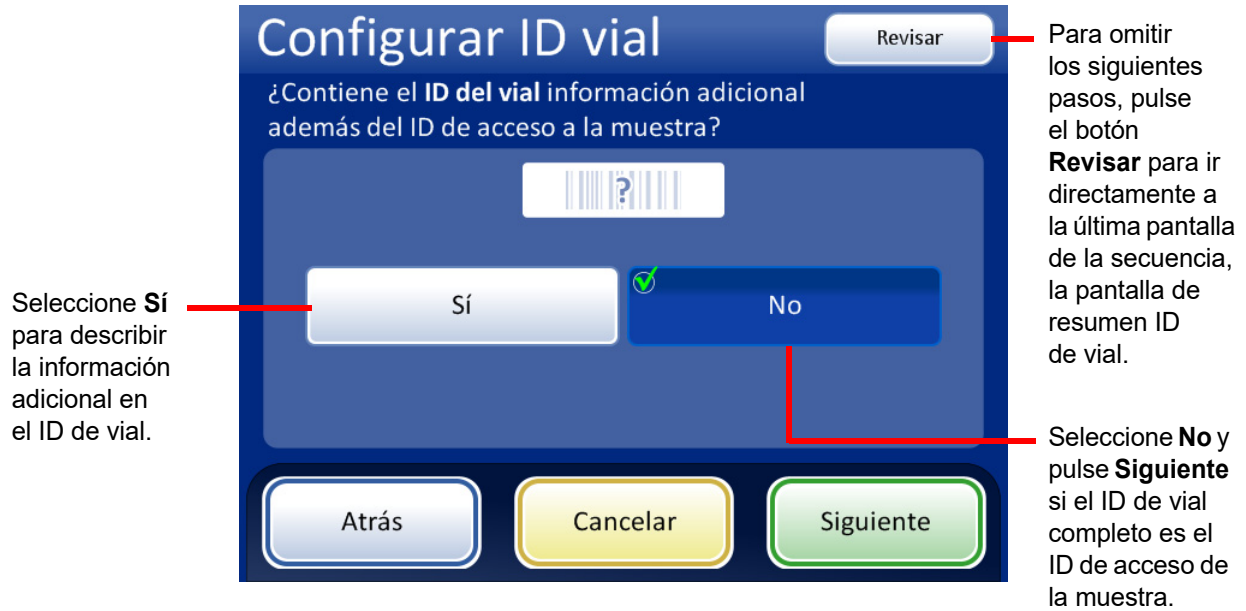 Configurar ID vial
Revisar
¿Contiene el ID del vial información adicional
además del ID de acceso a la muestra?
?
Sí
No
Atrás
Cancelar
Siguiente
Seleccione Sí
para describir
la información
adicional en
el ID de vial.
Para omitir
los siguientes
pasos, pulse
el botón
Revisar para ir
directamente a
la última pantalla
de la secuencia,
la pantalla de
resumen ID
de vial.
Seleccione No y
pulse Siguiente
si el ID de vial
completo es el
ID de acceso de
la muestra.